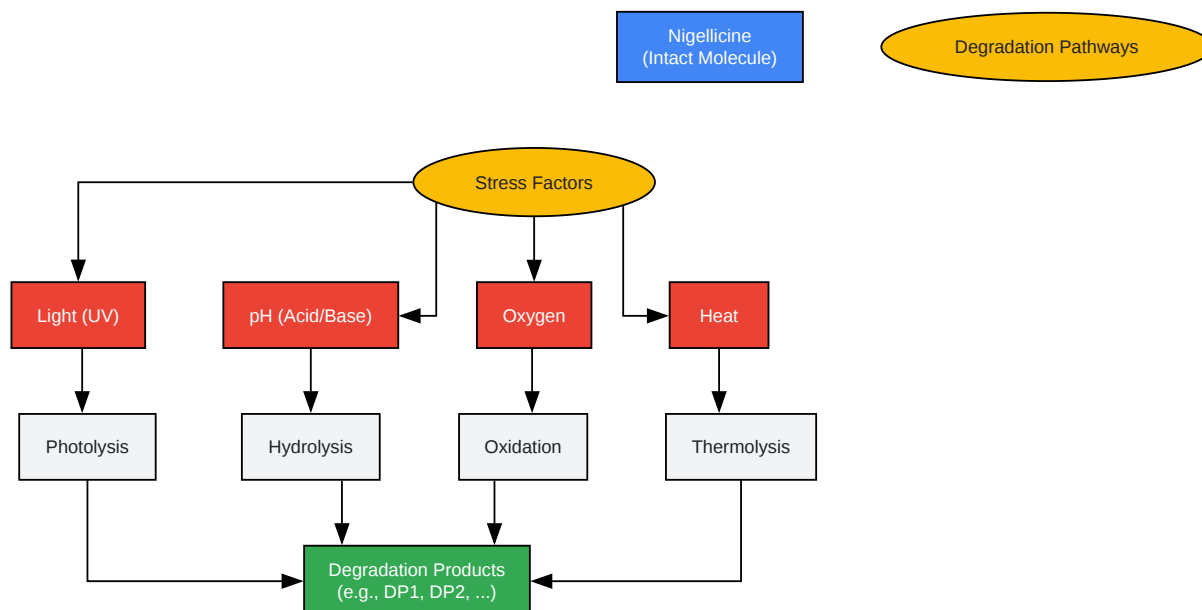 Nigellicine
(Intact Molecule)
Degradation Pathways
Stress Factors
Light (UV)
pH (Acid/Base)
Oxygen
Heat
Photolysis
Hydrolysis
Oxidation
Thermolysis
Degradation Products
(e.g., DP1, DP2, ...)